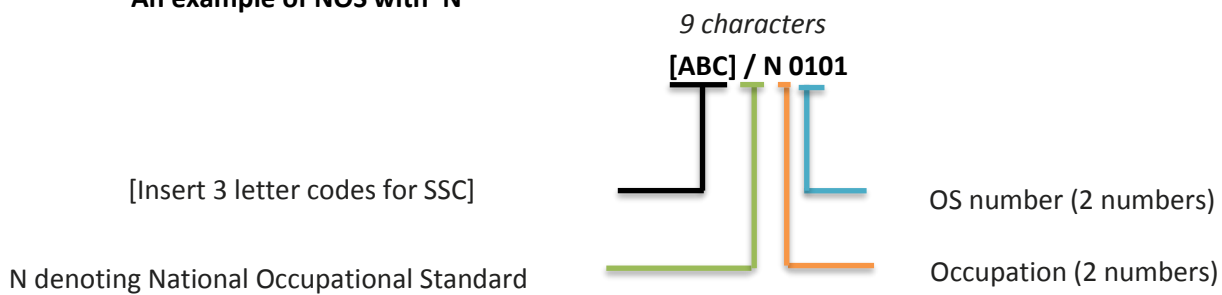 An example of NOS with ‘N’
9 characters
[ABC] / N 0101
[Insert 3 letter codes for SSC]
OS number (2 numbers)
N denoting National Occupational Standard
Occupation (2 numbers)